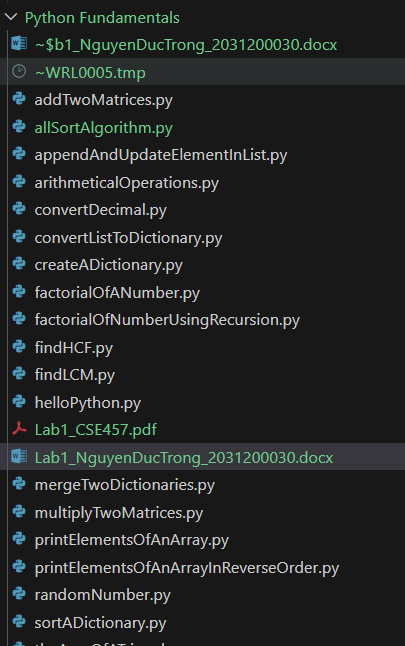 Python Fundamentals
~$b1_NguyenDucTrong_2031200030.docx
~WRL0005.tmp
addTwoMatrices.py
allSortAlgorithm.py
appendAndUpdateElementInList.py
arithmeticalOperations.py
convertDecimal.py
convertListToDictionary.py
createADictionary.py
factorialOfANumber.py
factorialOfNumberUsingRecursion.py
findHCF.py
findLCM.py
helloPython.py
Lab1_CSE457.pdf
Lab1_NguyenDucTrong_2031200030.docx
mergeTwoDictionaries.py
multiplyTwoMatrices.py
printElementsOfAnArray.py
printElementsOfAnArrayInReverseOrder.py
randomNumber.py
sortADictionary.py